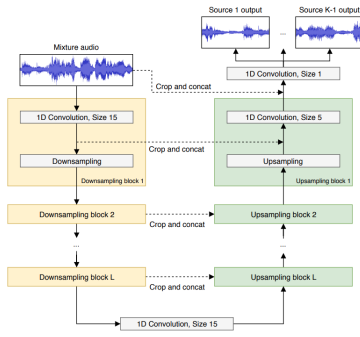 Source 1 output
Source K-1 output
...
Mixture audio
1D Convolution, Size 1
Crop and concat
1D Convolution, Size 15
1D Convolution, Size 5
Crop and concat
Downsampling
Upsampling
Downsampling block 1
Upsampling block 1
Downsampling block 2
Crop and concat
Upsampling block 2
...
...
Downsampling block L
Crop and concat
Upsampling block L
1D Convolution, Size 15